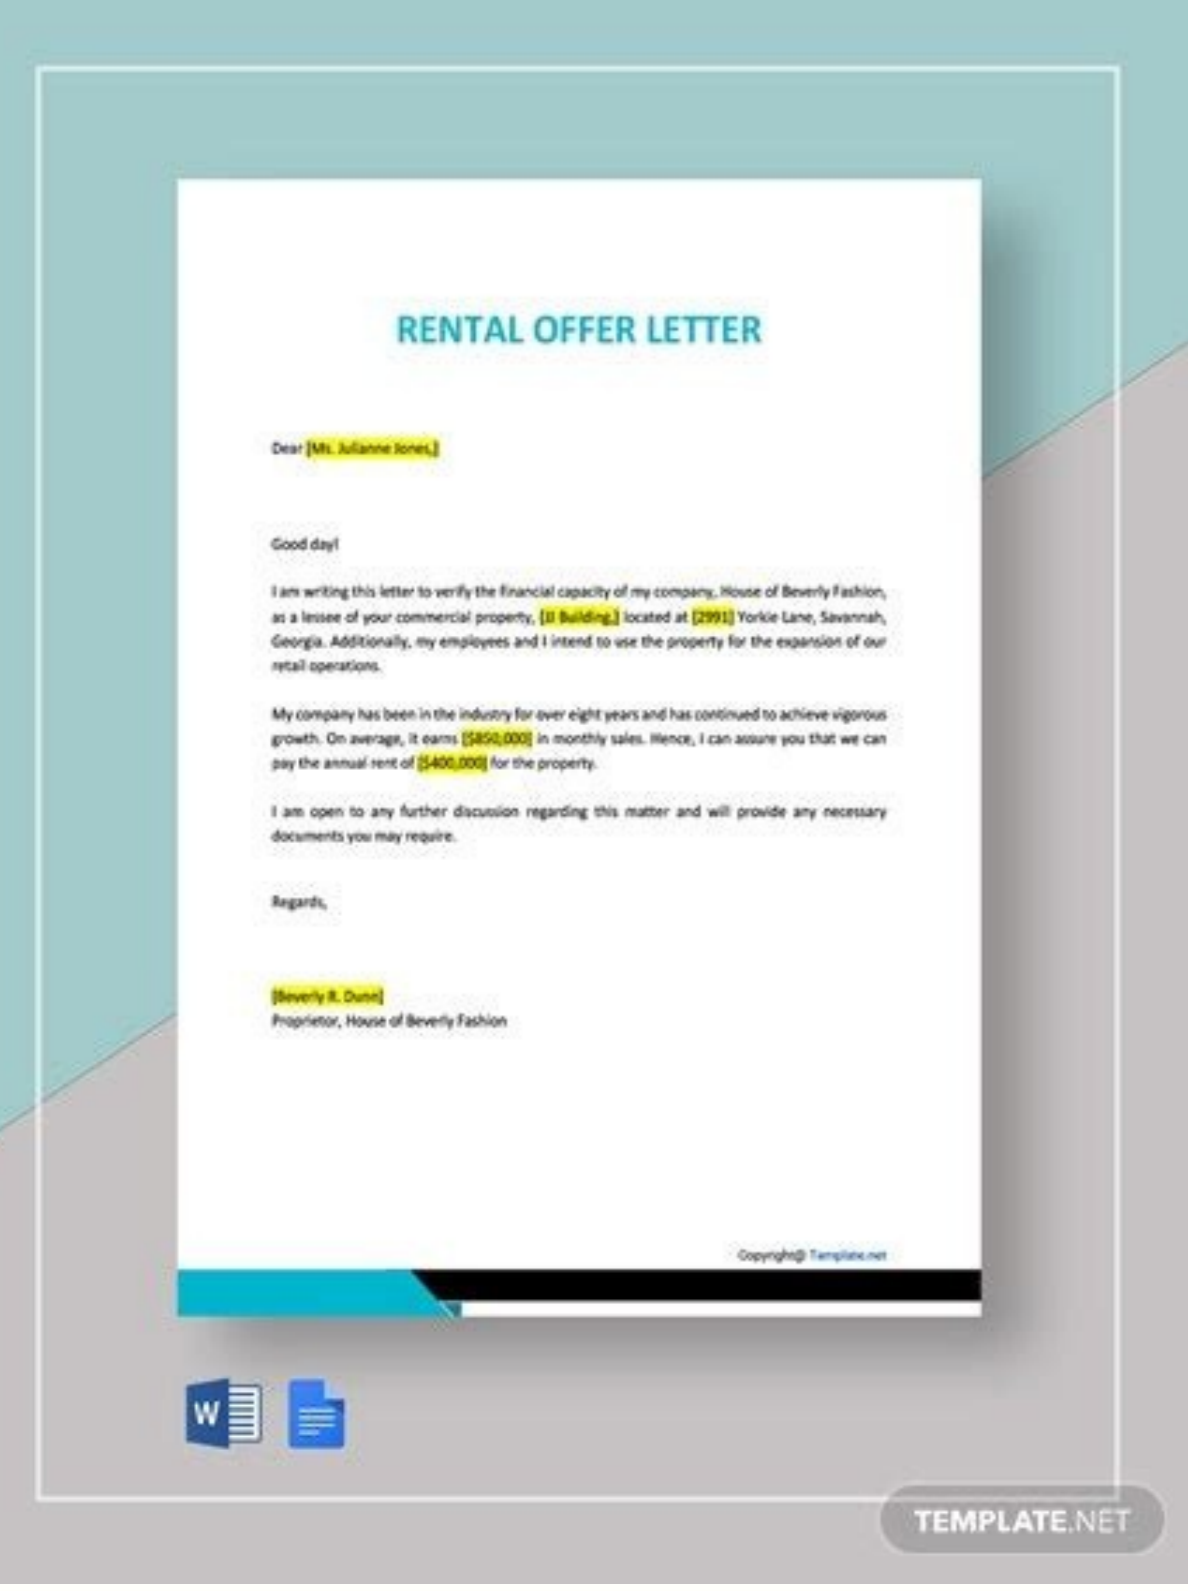 RENTAL OFFER LETTER
Dear [Ms. Julianne Jones,]
Good day!
I am writing this letter to verify the financial capacity of my company, House of Beverly Fashion,
as a lessee of your commercial property, [JJ Building,] located at [2991] Yorkie Lane, Savannah,
Georgia. Additionally, my employees and I intend to use the property for the expansion of our
retail operations.
My company has been in the industry for over eight years and has continued to achieve vigorous
growth. On average, it earns [$850,000] in monthly sales. Hence, I can assure you that we can
pay the annual rent of [$400,000] for the property.
I am open to any further discussion regarding this matter and will provide any necessary
documents you may require.
Regards,
[Beverly R. Dunn]
Proprietor, House of Beverly Fashion
Copyright@ Template.net
W
TEMPLATE.NET